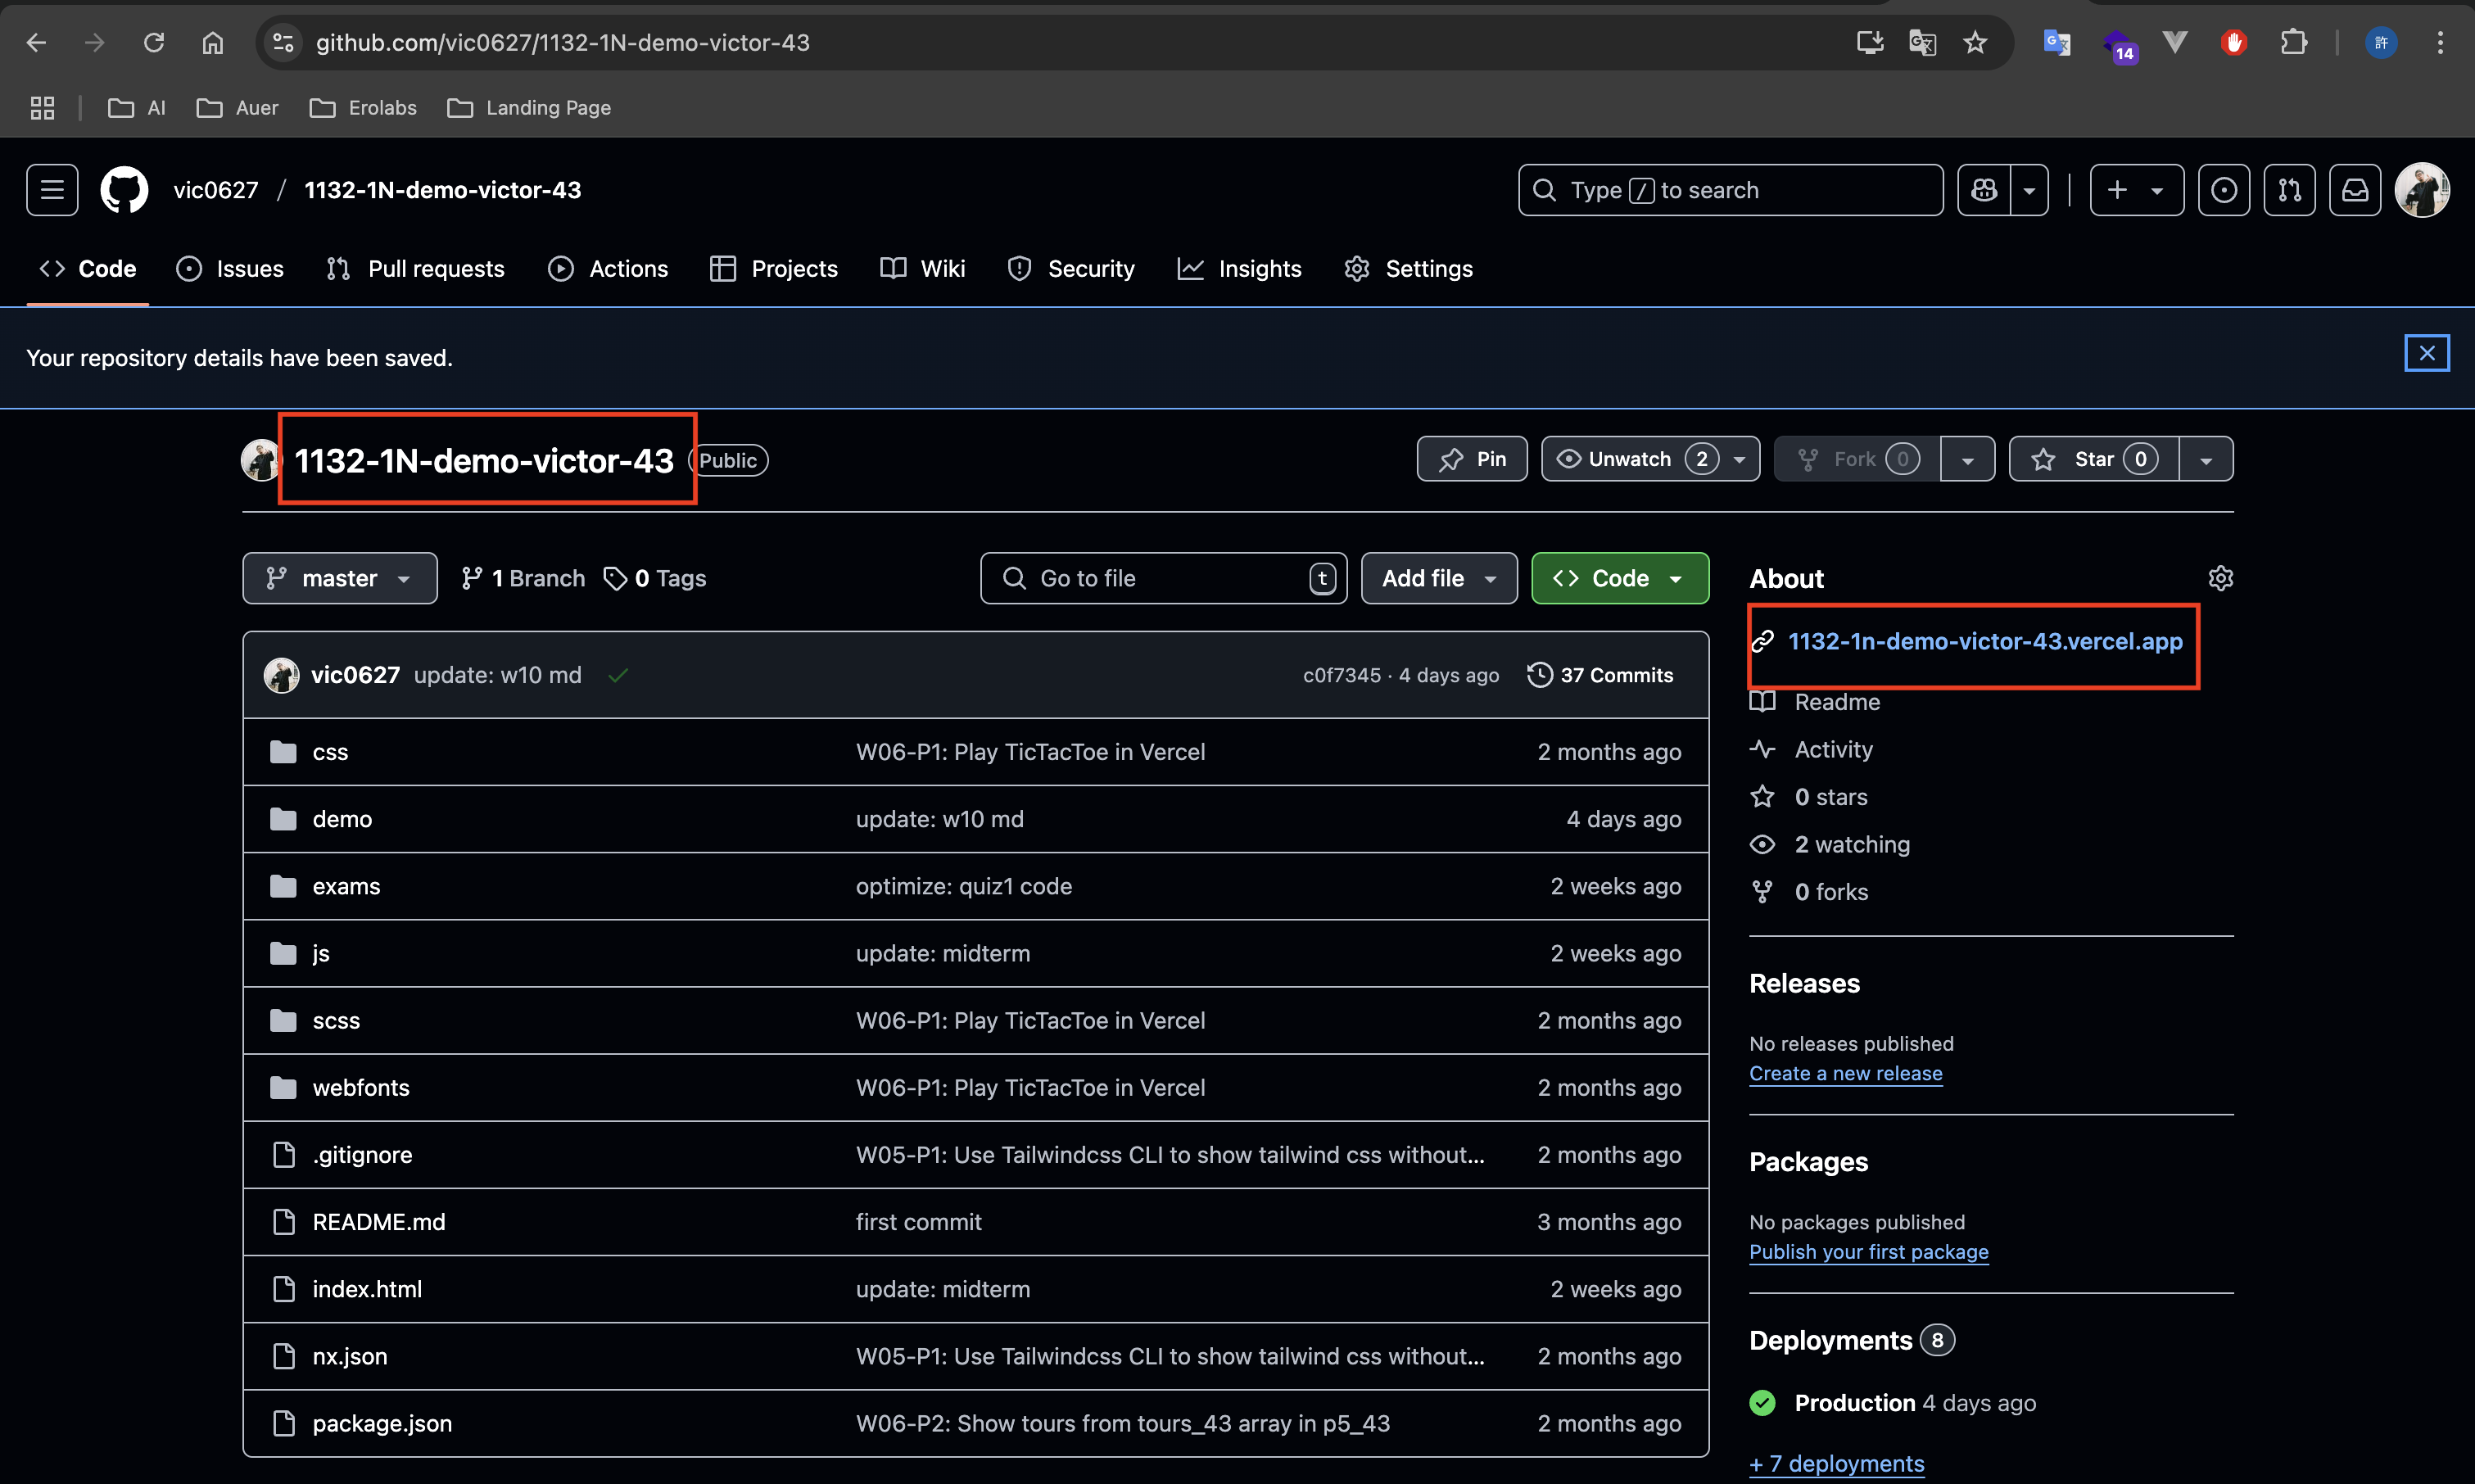 github.com/vic0627/1132-1N-demo-victor-43
14
許
AI
Auer
Erolabs
Landing Page
vic0627 / 1132-1N-demo-victor-43
Type / to search
Code
Issues
Pull requests
Actions
Projects
Wiki
Security
Insights
Settings
Your repository details have been saved.
1132-1N-demo-victor-43
Public
Pin
Unwatch 2
Fork 0
Star 0
master
1 Branch
0 Tags
Go to file
t
Add file
Code
vic0627 update: w10 md
c0f7345 · 4 days ago
37 Commits
css W06-P1: Play TicTacToe in Vercel 2 months ago
demo update: w10 md 4 days ago
exams optimize: quiz1 code 2 weeks ago
js update: midterm 2 weeks ago
scss W06-P1: Play TicTacToe in Vercel 2 months ago
webfonts W06-P1: Play TicTacToe in Vercel 2 months ago
.gitignore W05-P1: Use Tailwindcss CLI to show tailwind css without... 2 months ago
README.md first commit 3 months ago
index.html update: midterm 2 weeks ago
nx.json W05-P1: Use Tailwindcss CLI to show tailwind css without... 2 months ago
package.json W06-P2: Show tours from tours_43 array in p5_43 2 months ago
About
1132-1n-demo-victor-43.vercel.app
Readme
Activity
0 stars
2 watching
0 forks
Releases
No releases published
Create a new release
Packages
No packages published
Publish your first package
Deployments 8
Production 4 days ago
+ 7 deployments